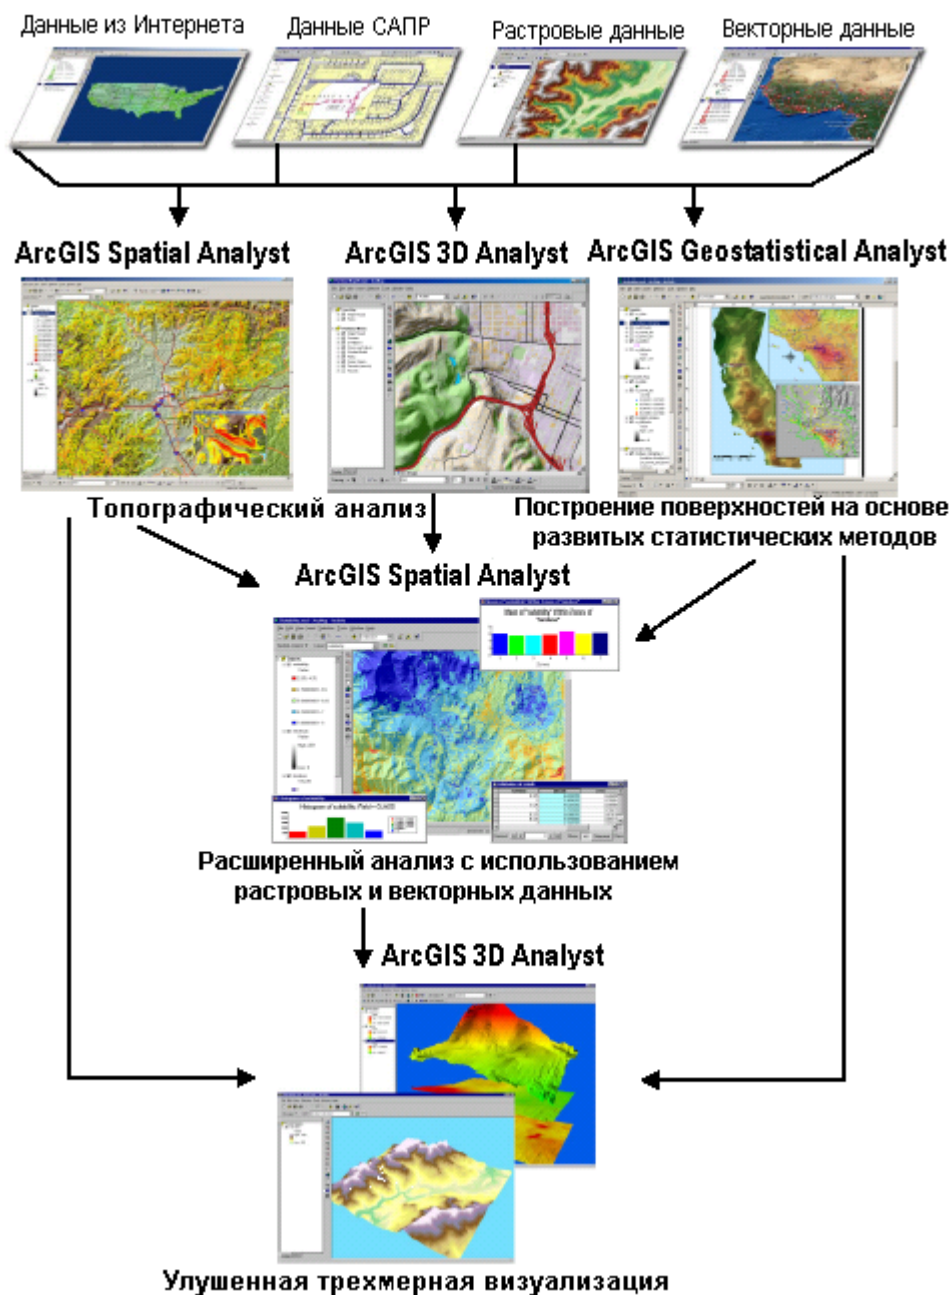 Данные из Интернета
Данные САПР
Растровые данные
Векторные данные
ArcGIS Spatial Analyst
ArcGIS 3D Analyst
ArcGIS Geostatistical Analyst
Топографический анализ
Построение поверхностей на основе
развитых статистических методов
ArcGIS Spatial Analyst
Расширенный анализ с использованием
растровых и векторных данных
ArcGIS 3D Analyst
Улушенная трехмерная визуализация